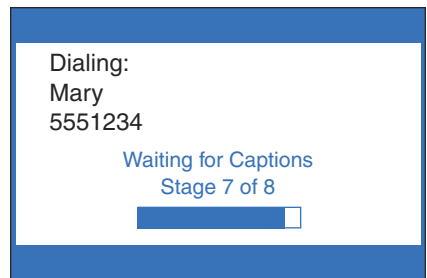 Dialing:
Mary
5551234
Waiting for Captions
Stage 7 of 8